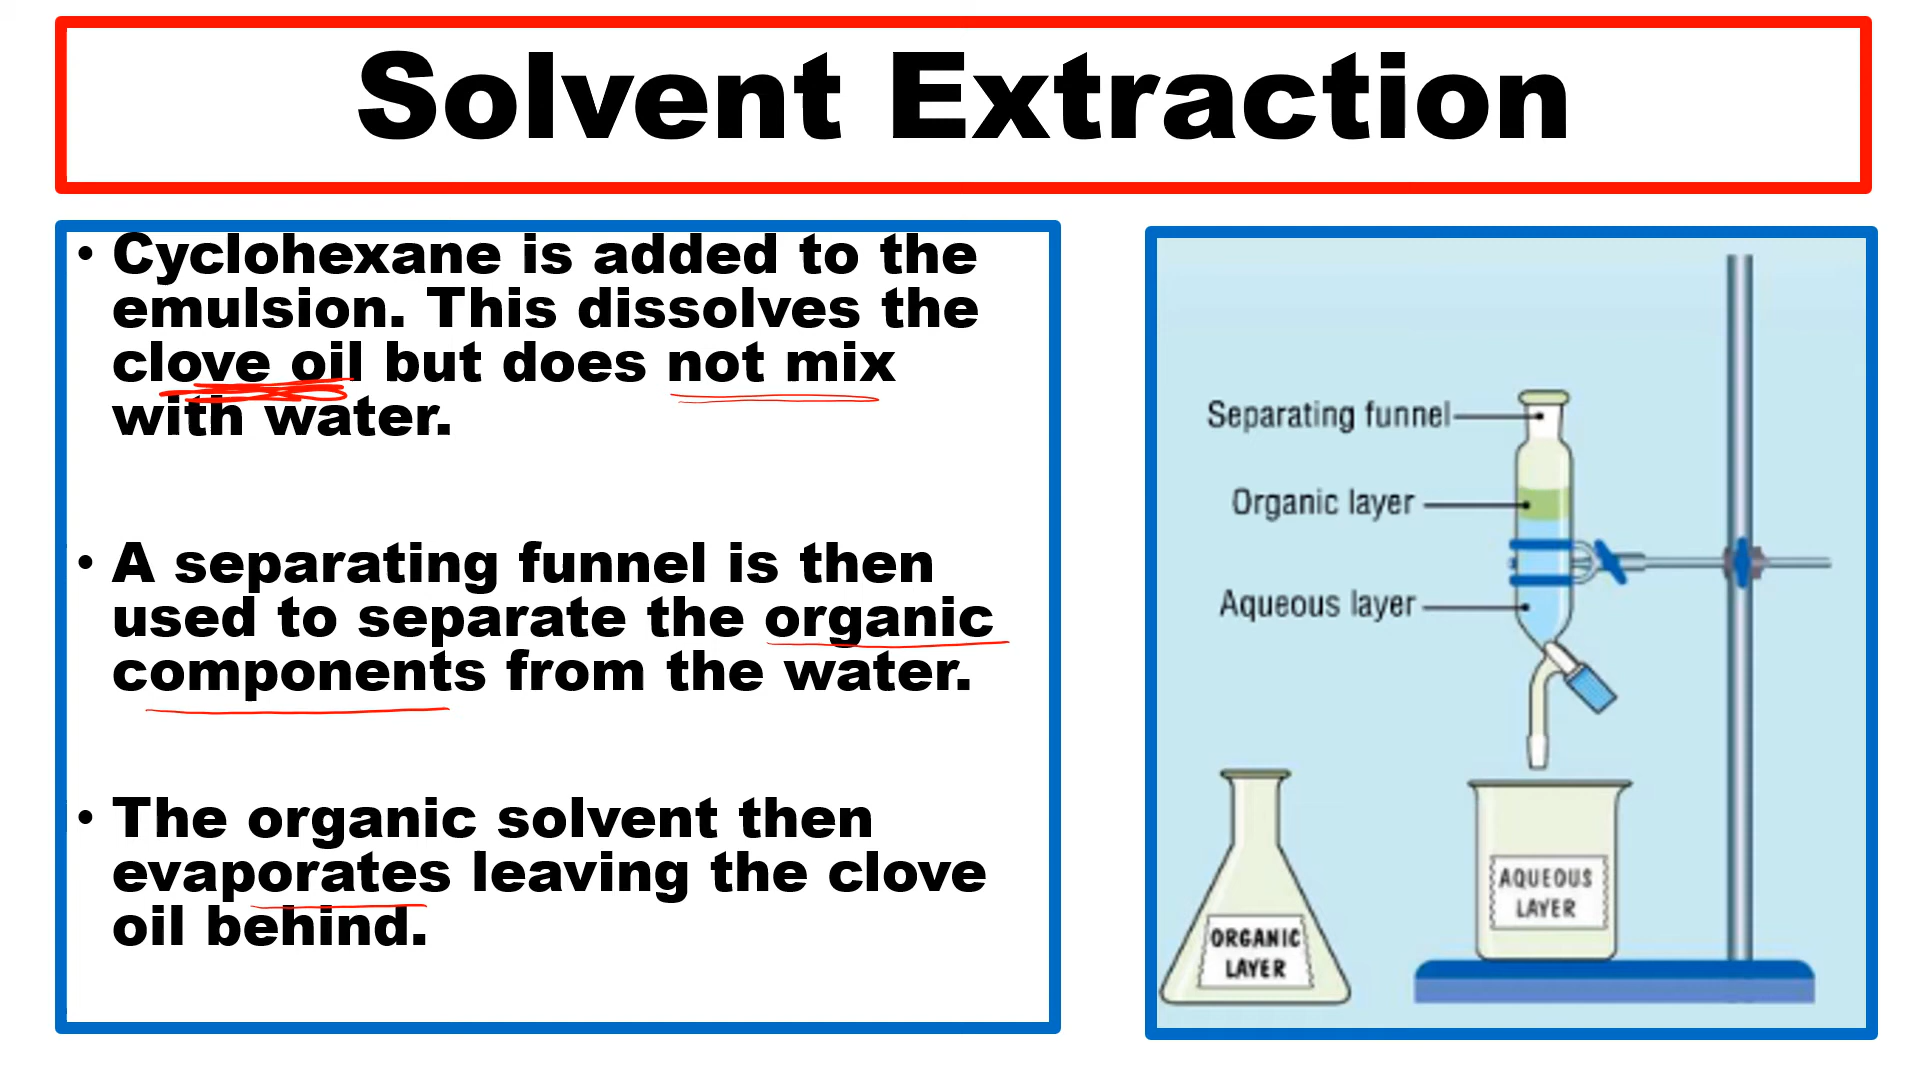 Solvent Extraction
• Cyclohexane is added to the
emulsion. This dissolves the
clove oil but does not mix
with water.
• A separating funnel is then
used to separate the organic
components from the water.
• The organic solvent then
evaporates leaving the clove
oil behind.
Separating funnel
Organic layer
Aqueous layer
ORGANIC
LAYER
AQUEOUS
LAYER